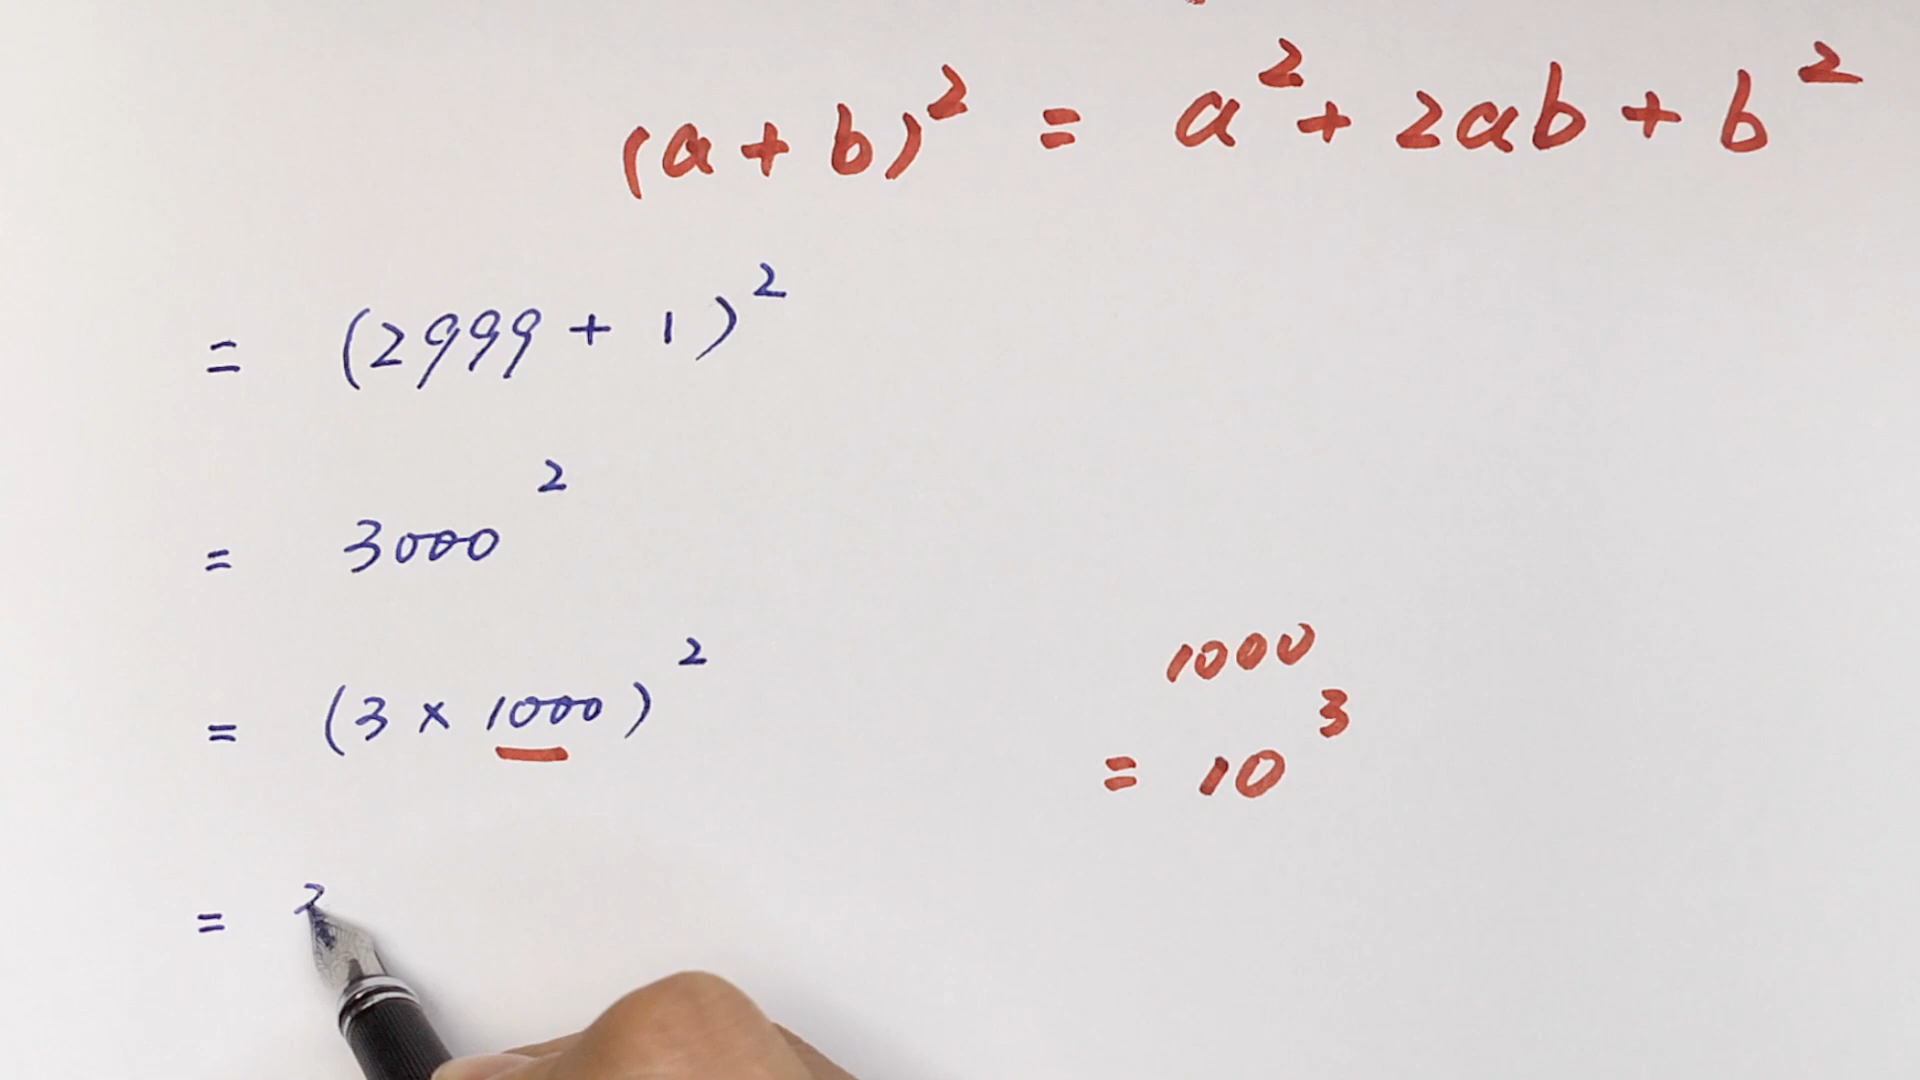 (a + b)² = a² + 2ab + b²
= (2999 + 1)²
= 3000²
= (3 × 1000)²
1000
= 10³
=